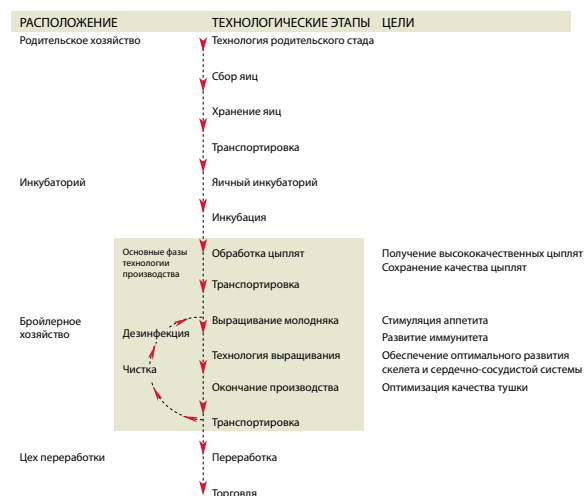 РАСПОЛОЖЕНИЕ ТЕХНОЛОГИЧЕСКИЕ ЭТАПЫ ЦЕЛИ
Родительское хозяйство Технология родительского стада
Сбор яиц
Хранение яиц
Транспортировка
Инкубаторий Яичный инкубаторий
Инкубация
Основные фазы
технологии
производства
Обработка цыплят Получение высококачественных цыплят
Сохранение качества цыплят
Транспортировка
Бройлерное
хозяйство
Выращивание молодняка Стимуляция аппетита
Дезинфекция Развитие иммунитета
Технология выращивания Обеспечение оптимального развития
скелета и сердечно-сосудистой системы
Чистка
Окончание производства Оптимизация качества тушки
Транспортировка
Цех переработки Переработка
Торговля